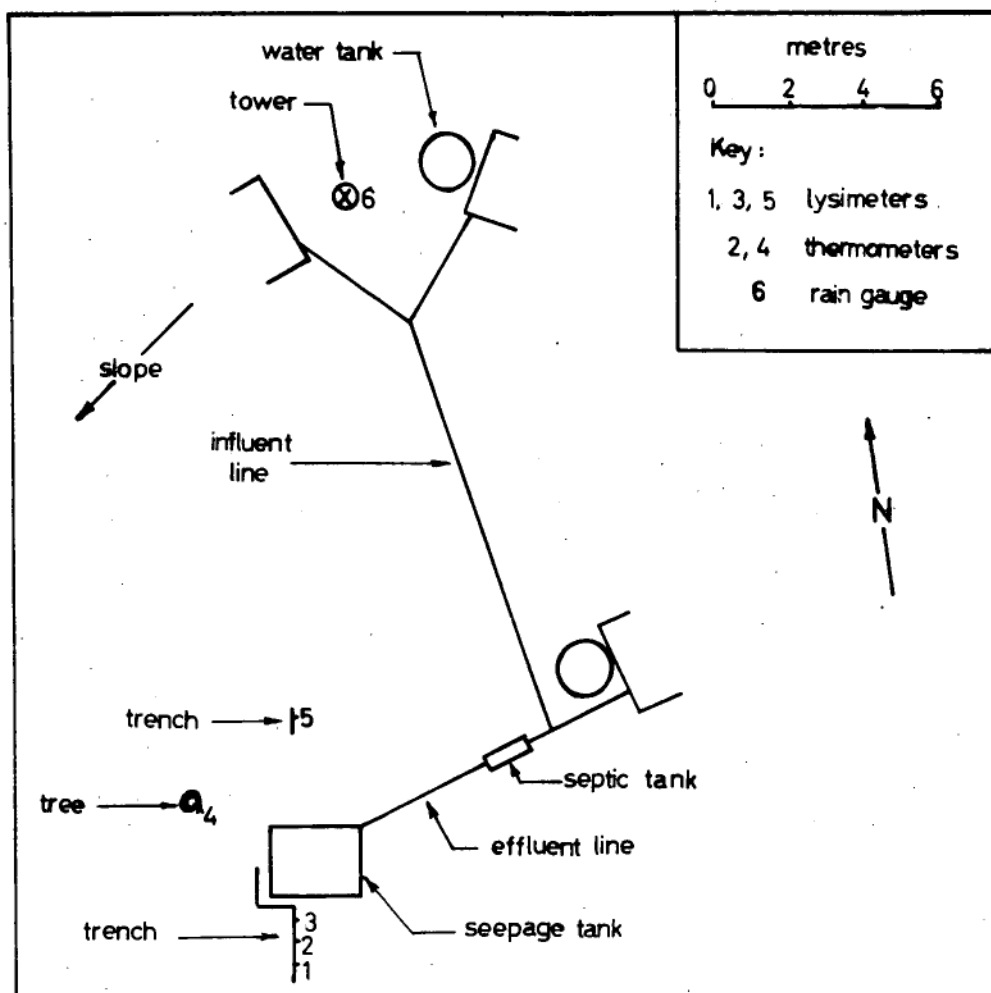 water tank
tower
6
metres
0 2 4 6
Key :
1, 3, 5 lysimeters
2, 4 thermometers
6 rain gauge
slope
influent
line
N
trench
5
septic tank
tree
4
effluent line
seepage tank
trench
3
2
1